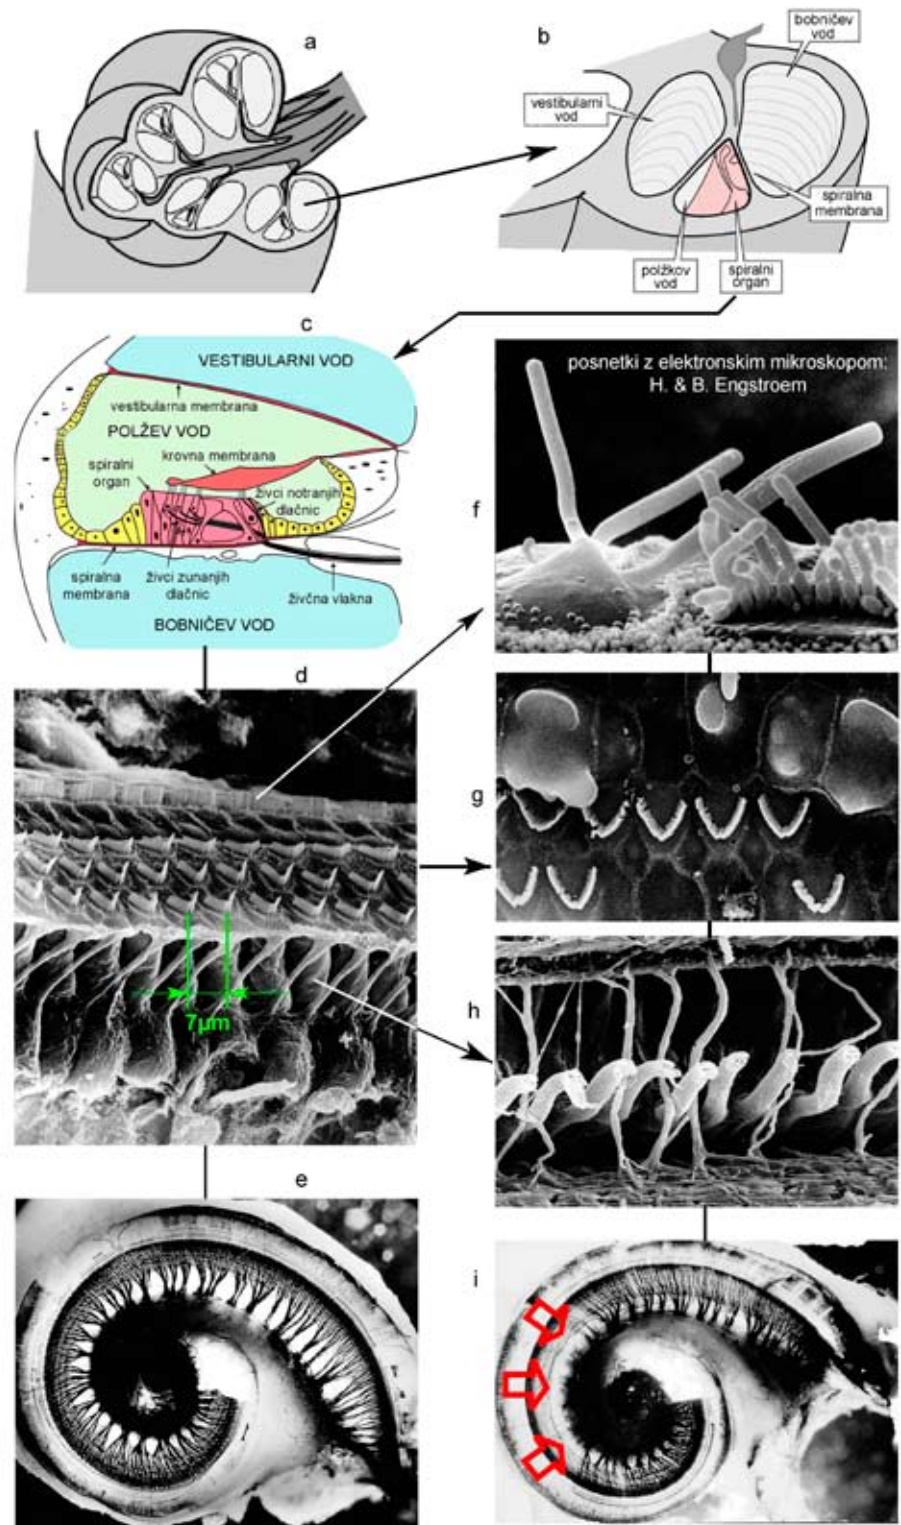 a
b
bobničev
vod
vestibularni
vod
spiralna
membrana
polžkov
vod
spiralni
organ
c
VESTIBULARNI VOD
vestibularna membrana
POLŽEV VOD
krovna membrana
spiralni
organ
živci notranjih
dlačnic
spiralna
membrana
živci zunanjih
dlačnic
živčna vlakna
BOBNIČEV VOD
posnetki z elektronskim mikroskopom:
H. & B. Engstroem
f
d
7µm
g
h
e
i